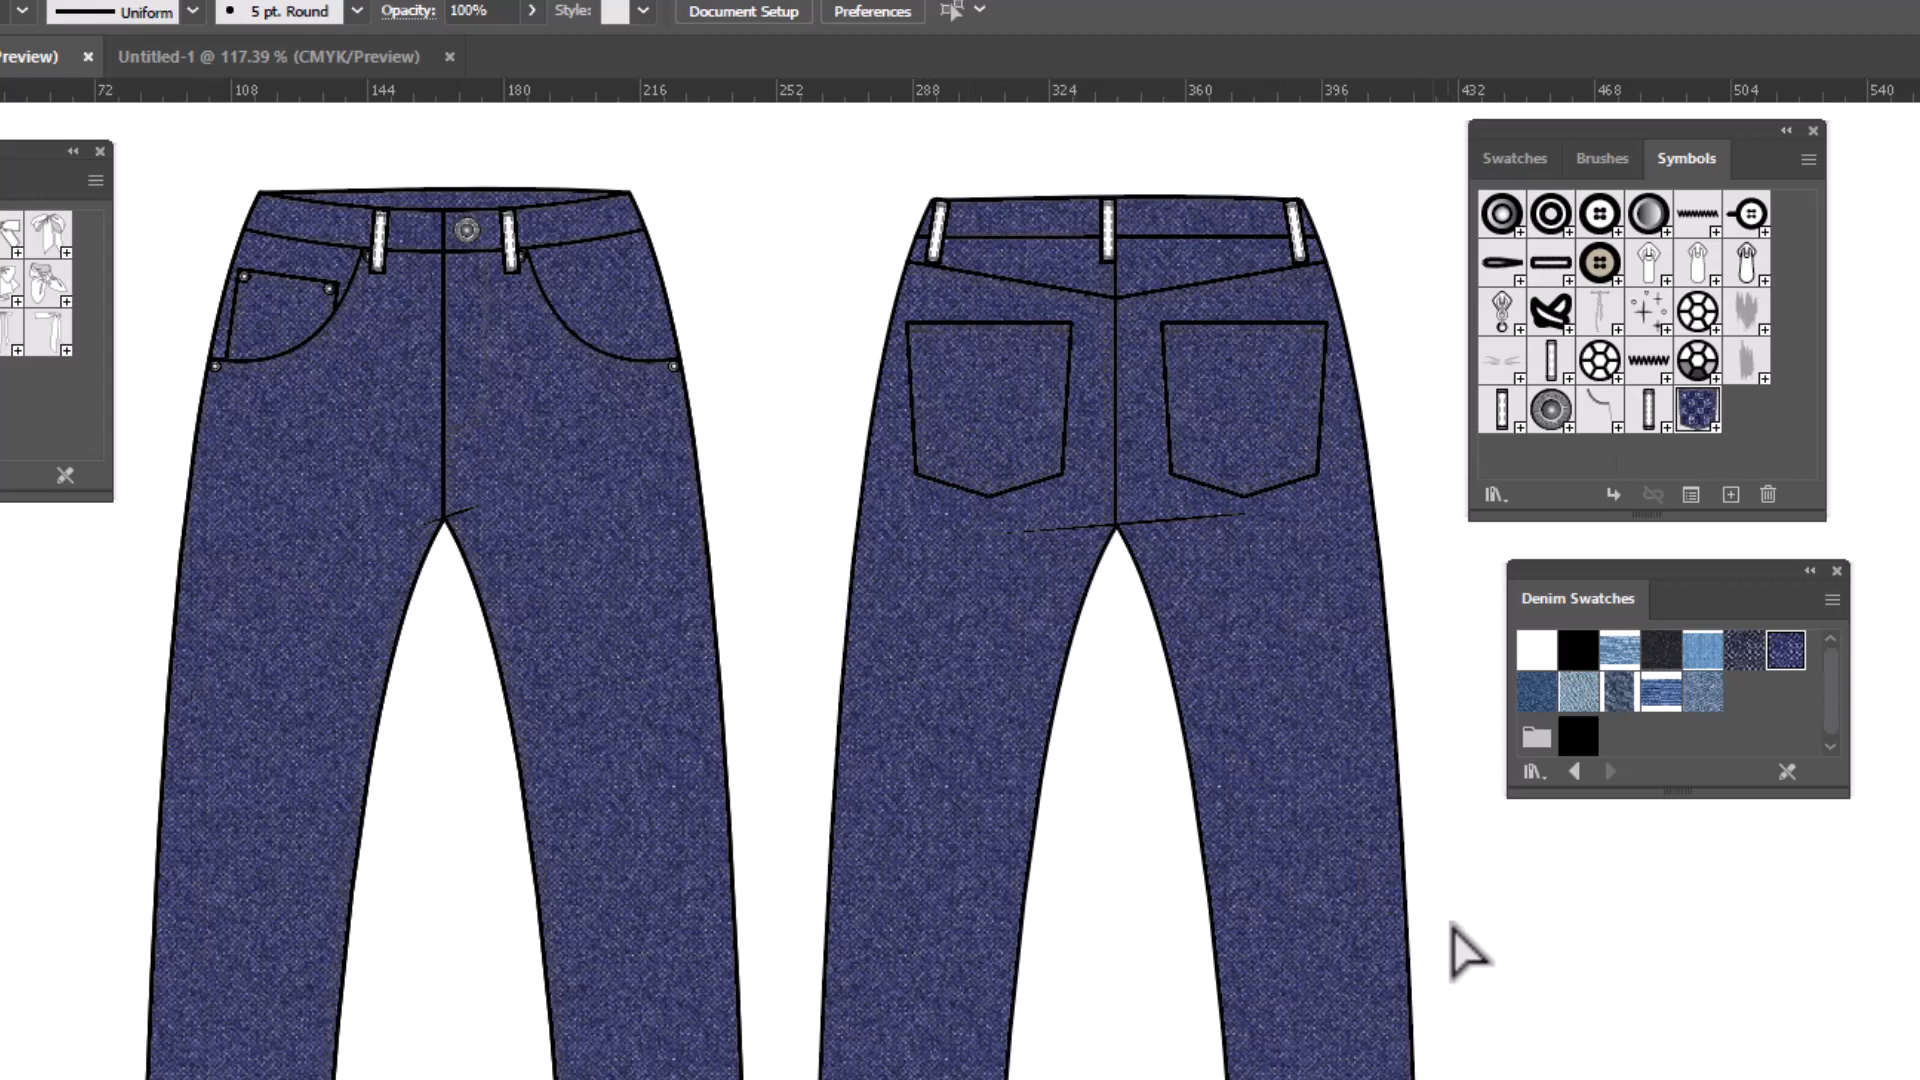 Uniform
5 pt. Round
Opacity:
100%
Style:
Document Setup
Preferences
review)
Untitled-1 @ 117.39 % (CMYK/Preview)
72 108 144 180 216 252 288 324 360 396 432 468 504 540
Swatches Brushes Symbols
Denim Swatches